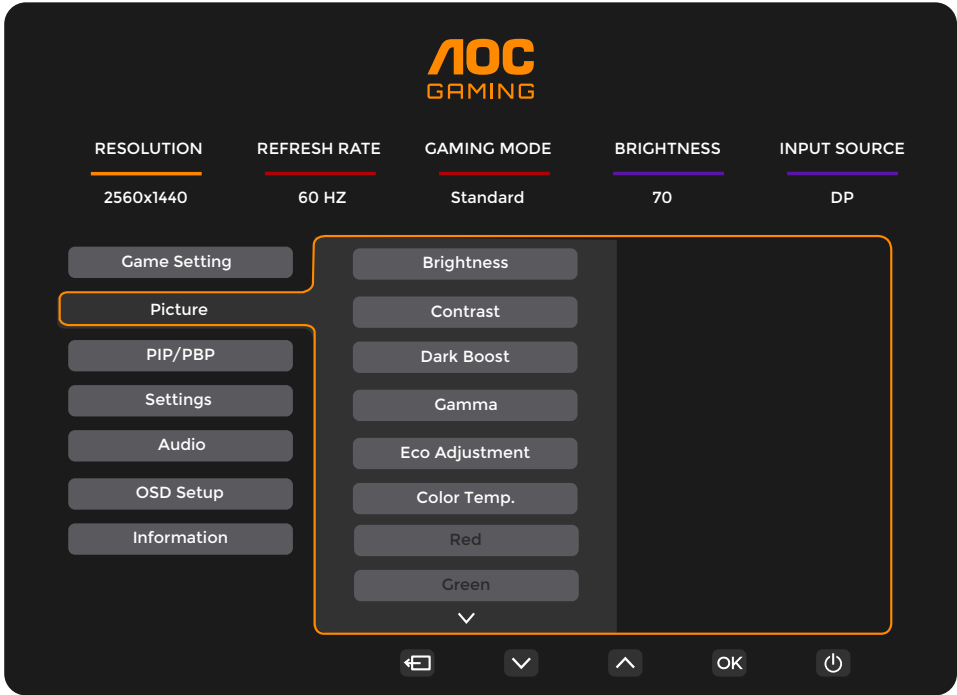 AOC
GAMING
RESOLUTION REFRESH RATE GAMING MODE BRIGHTNESS INPUT SOURCE
2560x1440 60 HZ Standard 70 DP
Game Setting
Picture
PIP/PBP
Settings
Audio
OSD Setup
Information
Brightness
Contrast
Dark Boost
Gamma
Eco Adjustment
Color Temp.
Red
Green
OK